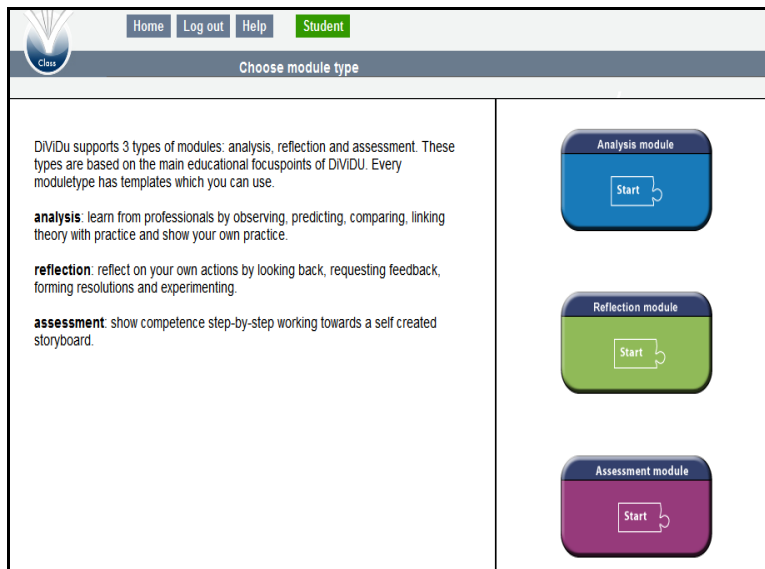 Home Log out Help Student
Class
Choose module type
DiViDu supports 3 types of modules: analysis, reflection and assessment. These
types are based on the main educational focuspoints of DiViDU. Every
moduletype has templates which you can use.
analysis: learn from professionals by observing, predicting, comparing, linking
theory with practice and show your own practice.
reflection: reflect on your own actions by looking back, requesting feedback,
forming resolutions and experimenting.
assessment: show competence step-by-step working towards a self created
storyboard.
Analysis module
Start
Reflection module
Start
Assessment module
Start